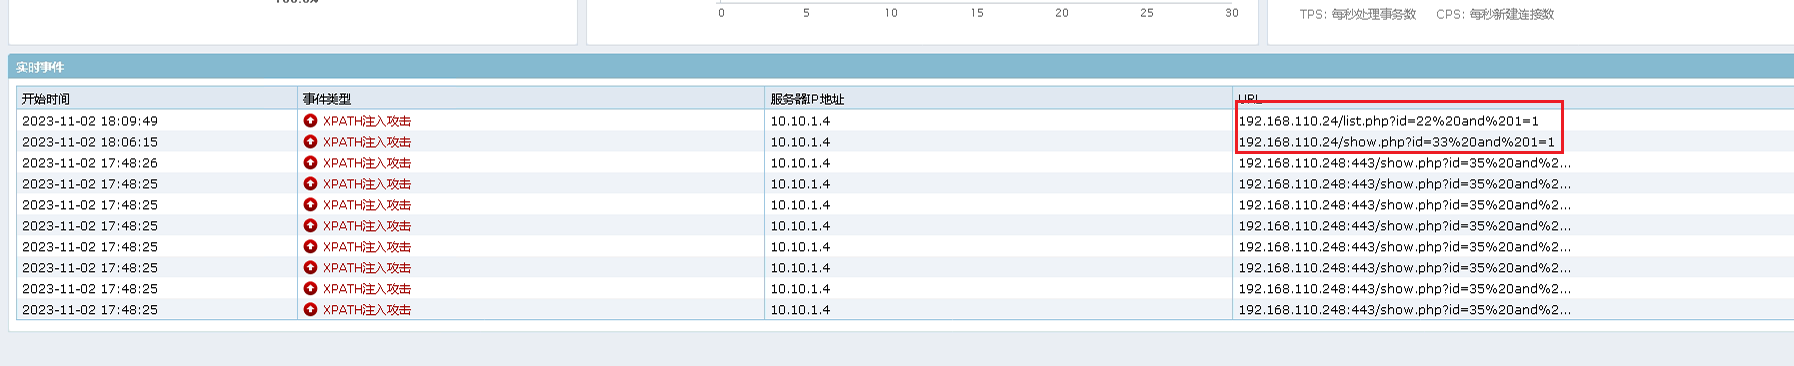 0 5 10 15 20 25 30
TPS: 每秒处理事务数 CPS: 每秒新建连接数
实时事件
开始时间 事件类型 服务器IP地址 URL
2023-11-02 18:09:49 XPATH注入攻击 10.10.1.4 192.168.110.24/list.php?id=22%20and%201=1
2023-11-02 18:06:15 XPATH注入攻击 10.10.1.4 192.168.110.24/show.php?id=33%20and%201=1
2023-11-02 17:48:26 XPATH注入攻击 10.10.1.4 192.168.110.248:443/show.php?id=35%20and%2...
2023-11-02 17:48:25 XPATH注入攻击 10.10.1.4 192.168.110.248:443/show.php?id=35%20and%2...
2023-11-02 17:48:25 XPATH注入攻击 10.10.1.4 192.168.110.248:443/show.php?id=35%20and%2...
2023-11-02 17:48:25 XPATH注入攻击 10.10.1.4 192.168.110.248:443/show.php?id=35%20and%2...
2023-11-02 17:48:25 XPATH注入攻击 10.10.1.4 192.168.110.248:443/show.php?id=35%20and%2...
2023-11-02 17:48:25 XPATH注入攻击 10.10.1.4 192.168.110.248:443/show.php?id=35%20and%2...
2023-11-02 17:48:25 XPATH注入攻击 10.10.1.4 192.168.110.248:443/show.php?id=35%20and%2...
2023-11-02 17:48:25 XPATH注入攻击 10.10.1.4 192.168.110.248:443/show.php?id=35%20and%2...